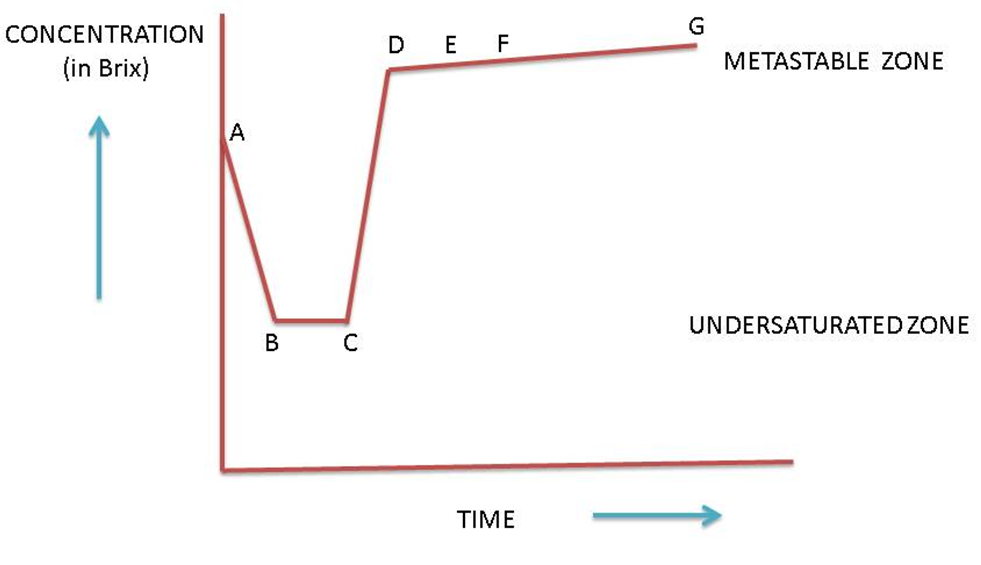 CONCENTRATION
(in Brix)
A
B
C
D
E
F
G
METASTABLE ZONE
UNDERSATURATED ZONE
TIME